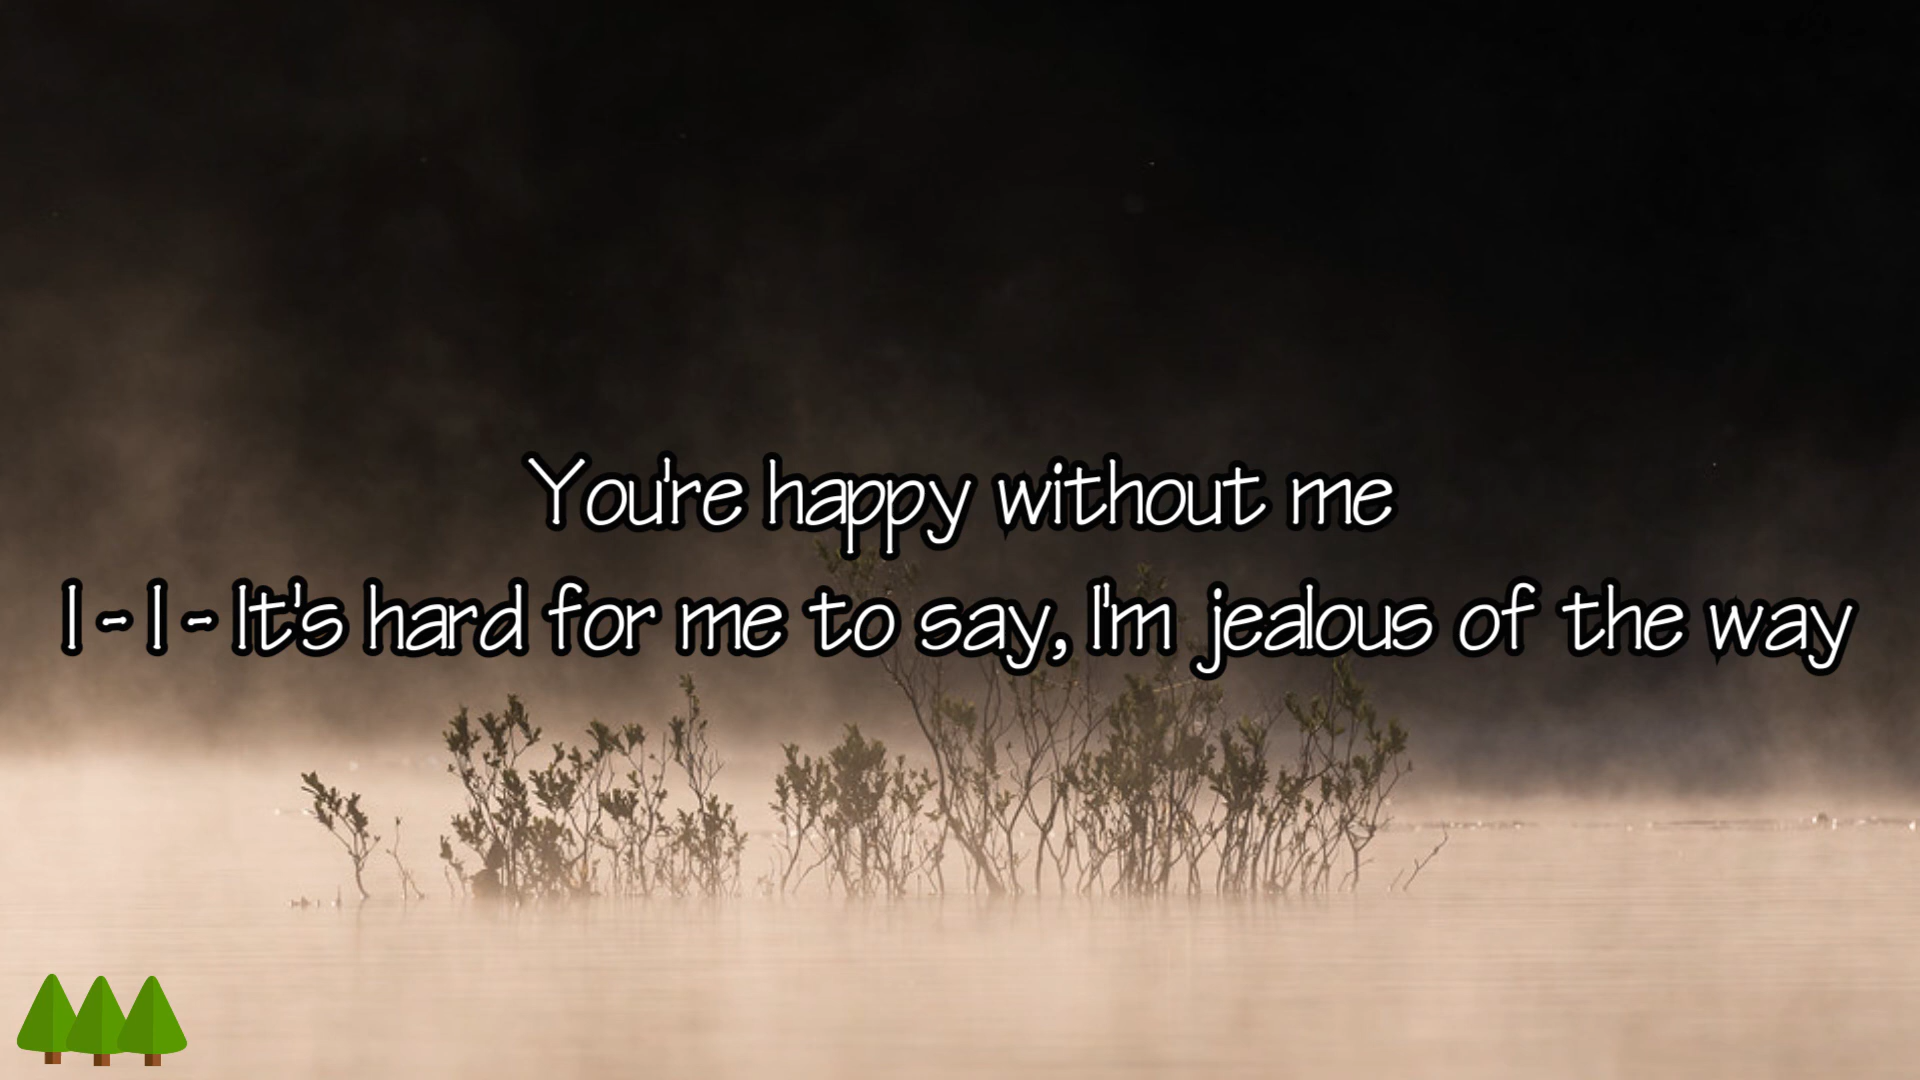 You're happy without me
I - I - It's hard for me to say, I'm jealous of the way